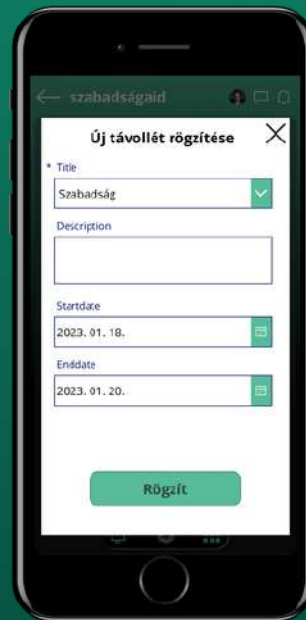 szabadságaid
Új távollét rögzítése
* Title
Szabadság
Description
Startdate
2023. 01. 18.
Enddate
2023. 01. 20.
Rögzít